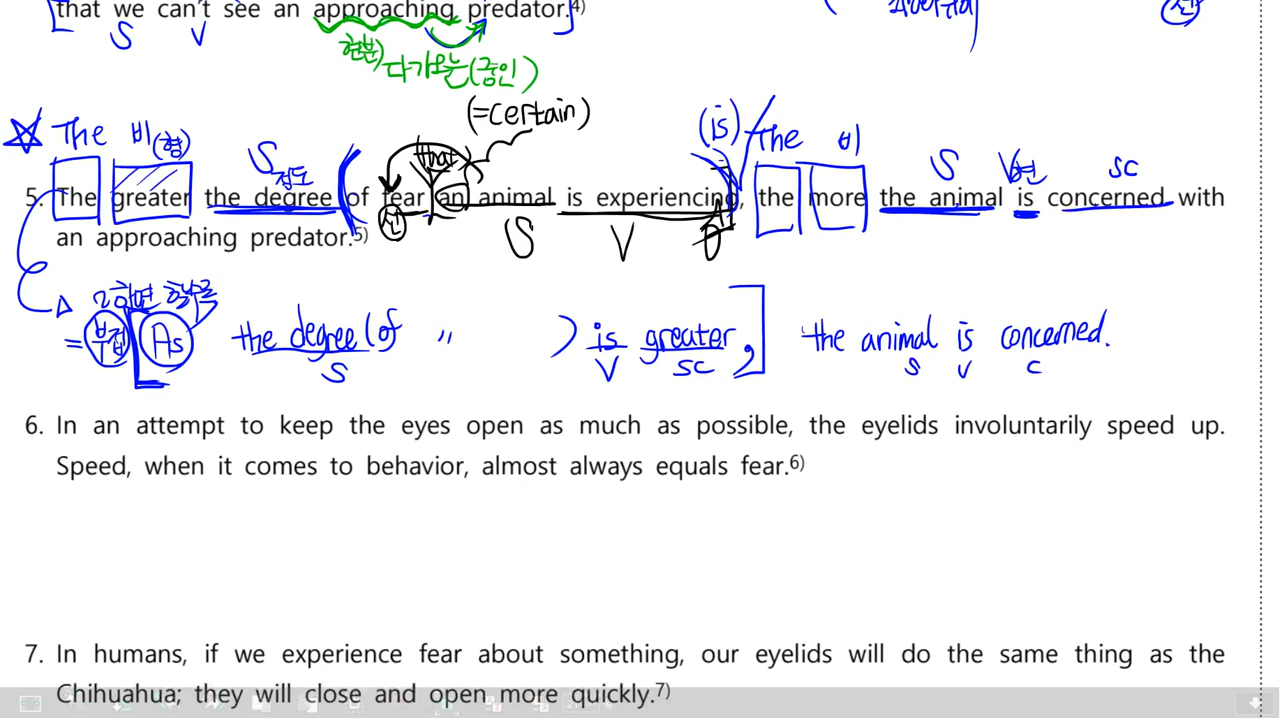 that we can't see an approaching predator.4)
S V
현분) 다가오는(중인)
(=certain)
The 비(형) S 정도 that (is) the 비 S V현 SC
5. The greater the degree of fear an animal is experiencing, the more the animal is concerned with
선 S V O
an approaching predator.5)
= 부접 As the degree (of 〃 ) is greater, the animal is concerned.
S V SC S V C
6. In an attempt to keep the eyes open as much as possible, the eyelids involuntarily speed up.
Speed, when it comes to behavior, almost always equals fear.6)
7. In humans, if we experience fear about something, our eyelids will do the same thing as the
Chihuahua; they will close and open more quickly.7)